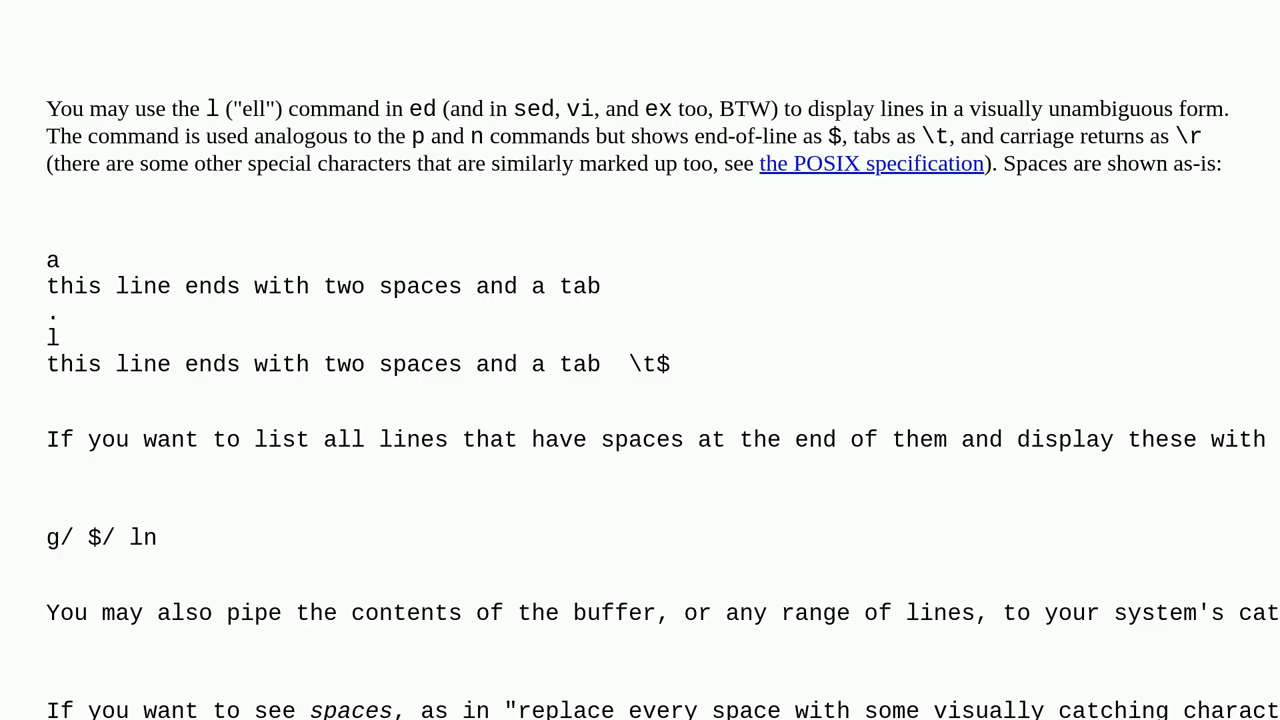 You may use the l ("ell") command in ed (and in sed, vi, and ex too, BTW) to display lines in a visually unambiguous form.
The command is used analogous to the p and n commands but shows end-of-line as $, tabs as \t, and carriage returns as \r
(there are some other special characters that are similarly marked up too, see the POSIX specification). Spaces are shown as-is:
a
this line ends with two spaces and a tab
.
l
this line ends with two spaces and a tab  \t$
If you want to list all lines that have spaces at the end of them and display these with
g/ $/ ln
You may also pipe the contents of the buffer, or any range of lines, to your system's cat
If you want to see spaces, as in "replace every space with some visually catching charact